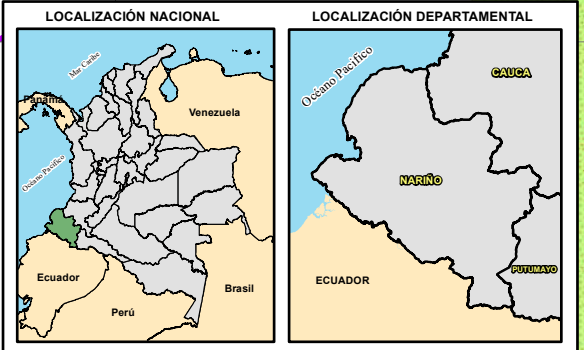 LOCALIZACIÓN NACIONAL
Mar Caribe
Panamá
Venezuela
Océano Pacífico
Ecuador
Perú
Brasil
LOCALIZACIÓN DEPARTAMENTAL
Océano Pacífico
CAUCA
NARIÑO
PUTUMAYO
ECUADOR